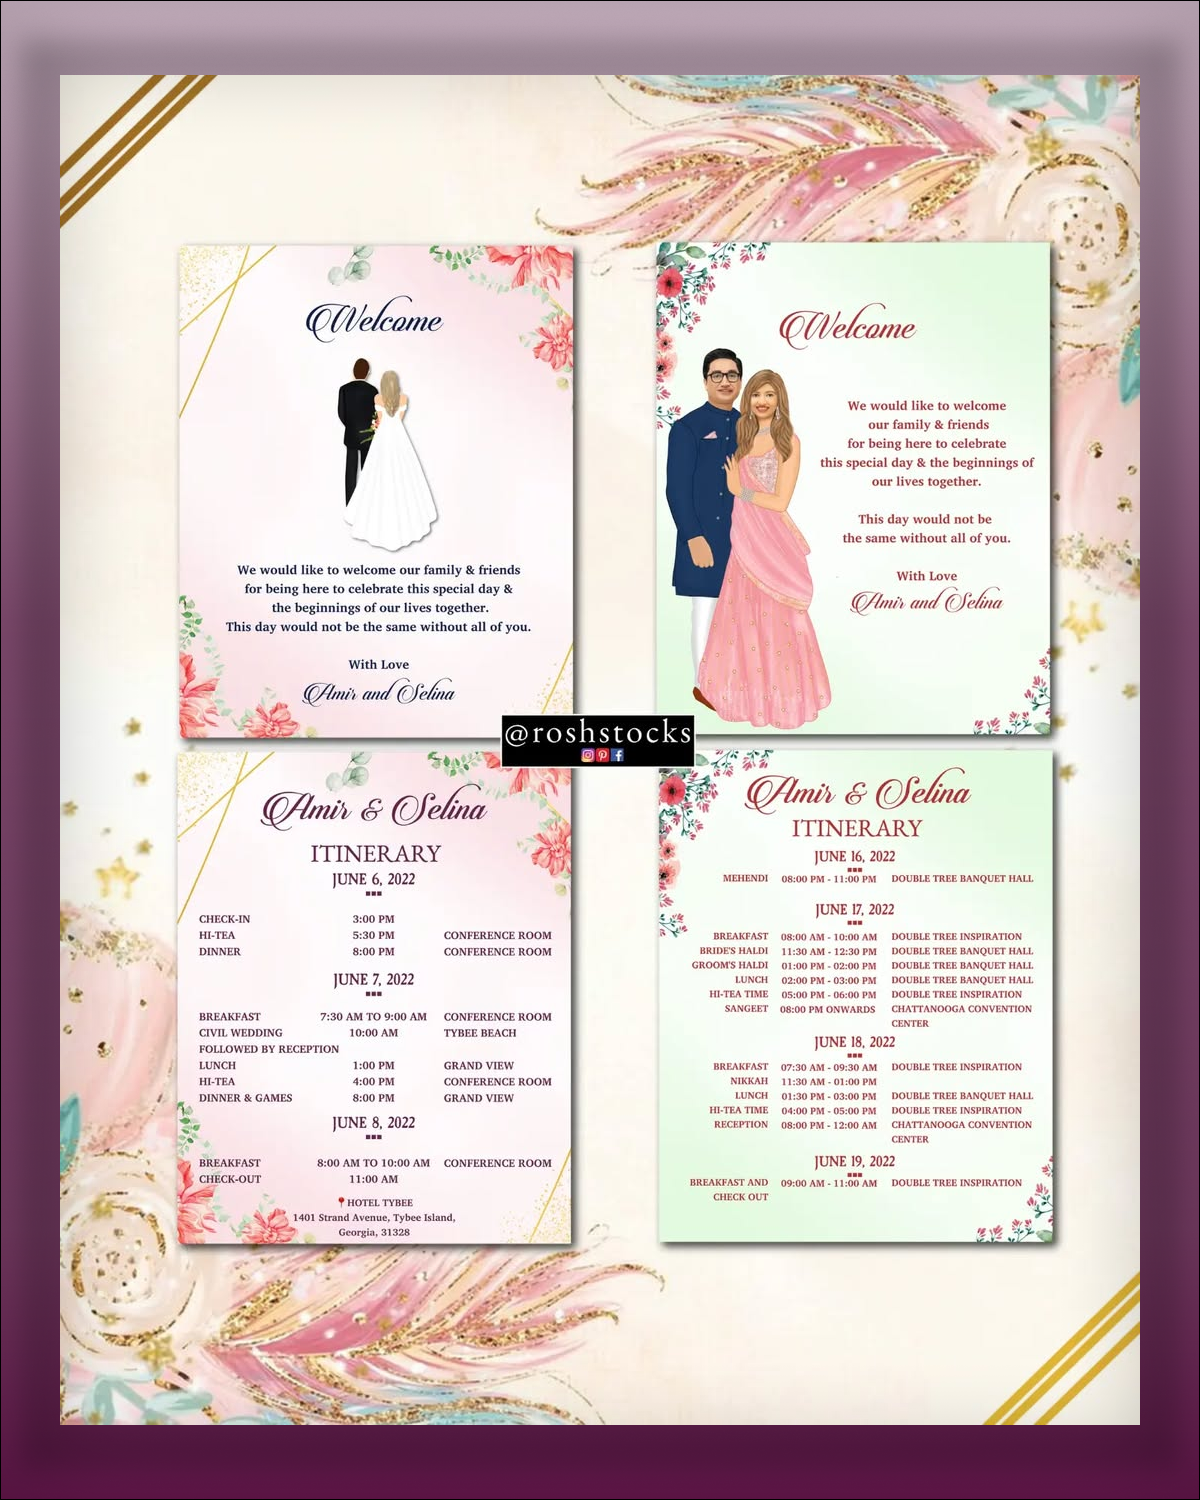 Welcome
We would like to welcome our family & friends
for being here to celebrate this special day &
the beginnings of our lives together.
This day would not be the same without all of you.
With Love
Amir and Selina
Welcome
We would like to welcome
our family & friends
for being here to celebrate
this special day & the beginnings of
our lives together.
This day would not be
the same without all of you.
With Love
Amir and Selina
@roshstocks
Amir & Selina
ITINERARY
JUNE 6, 2022
CHECK-IN 3:00 PM
HI-TEA 5:30 PM CONFERENCE ROOM
DINNER 8:00 PM CONFERENCE ROOM
JUNE 7, 2022
BREAKFAST 7:30 AM TO 9:00 AM CONFERENCE ROOM
CIVIL WEDDING 10:00 AM TYBEE BEACH
FOLLOWED BY RECEPTION
LUNCH 1:00 PM GRAND VIEW
HI-TEA 4:00 PM CONFERENCE ROOM
DINNER & GAMES 8:00 PM GRAND VIEW
JUNE 8, 2022
BREAKFAST 8:00 AM TO 10:00 AM CONFERENCE ROOM
CHECK-OUT 11:00 AM
HOTEL TYBEE
1401 Strand Avenue, Tybee Island,
Georgia, 31328
Amir & Selina
ITINERARY
JUNE 16, 2022
MEHENDI 08:00 PM - 11:00 PM DOUBLE TREE BANQUET HALL
JUNE 17, 2022
BREAKFAST 08:00 AM - 10:00 AM DOUBLE TREE INSPIRATION
BRIDE'S HALDI 11:30 AM - 12:30 PM DOUBLE TREE BANQUET HALL
GROOM'S HALDI 01:00 PM - 02:00 PM DOUBLE TREE BANQUET HALL
LUNCH 02:00 PM - 03:00 PM DOUBLE TREE BANQUET HALL
HI-TEA TIME 05:00 PM - 06:00 PM DOUBLE TREE INSPIRATION
SANGEET 08:00 PM ONWARDS CHATTANOOGA CONVENTION
CENTER
JUNE 18, 2022
BREAKFAST 07:30 AM - 09:30 AM DOUBLE TREE INSPIRATION
NIKKAH 11:30 AM - 01:00 PM
LUNCH 01:30 PM - 03:00 PM DOUBLE TREE BANQUET HALL
HI-TEA TIME 04:00 PM - 05:00 PM DOUBLE TREE INSPIRATION
RECEPTION 08:00 PM - 12:00 AM CHATTANOOGA CONVENTION
CENTER
JUNE 19, 2022
BREAKFAST AND 09:00 AM - 11:00 AM DOUBLE TREE INSPIRATION
CHECK OUT